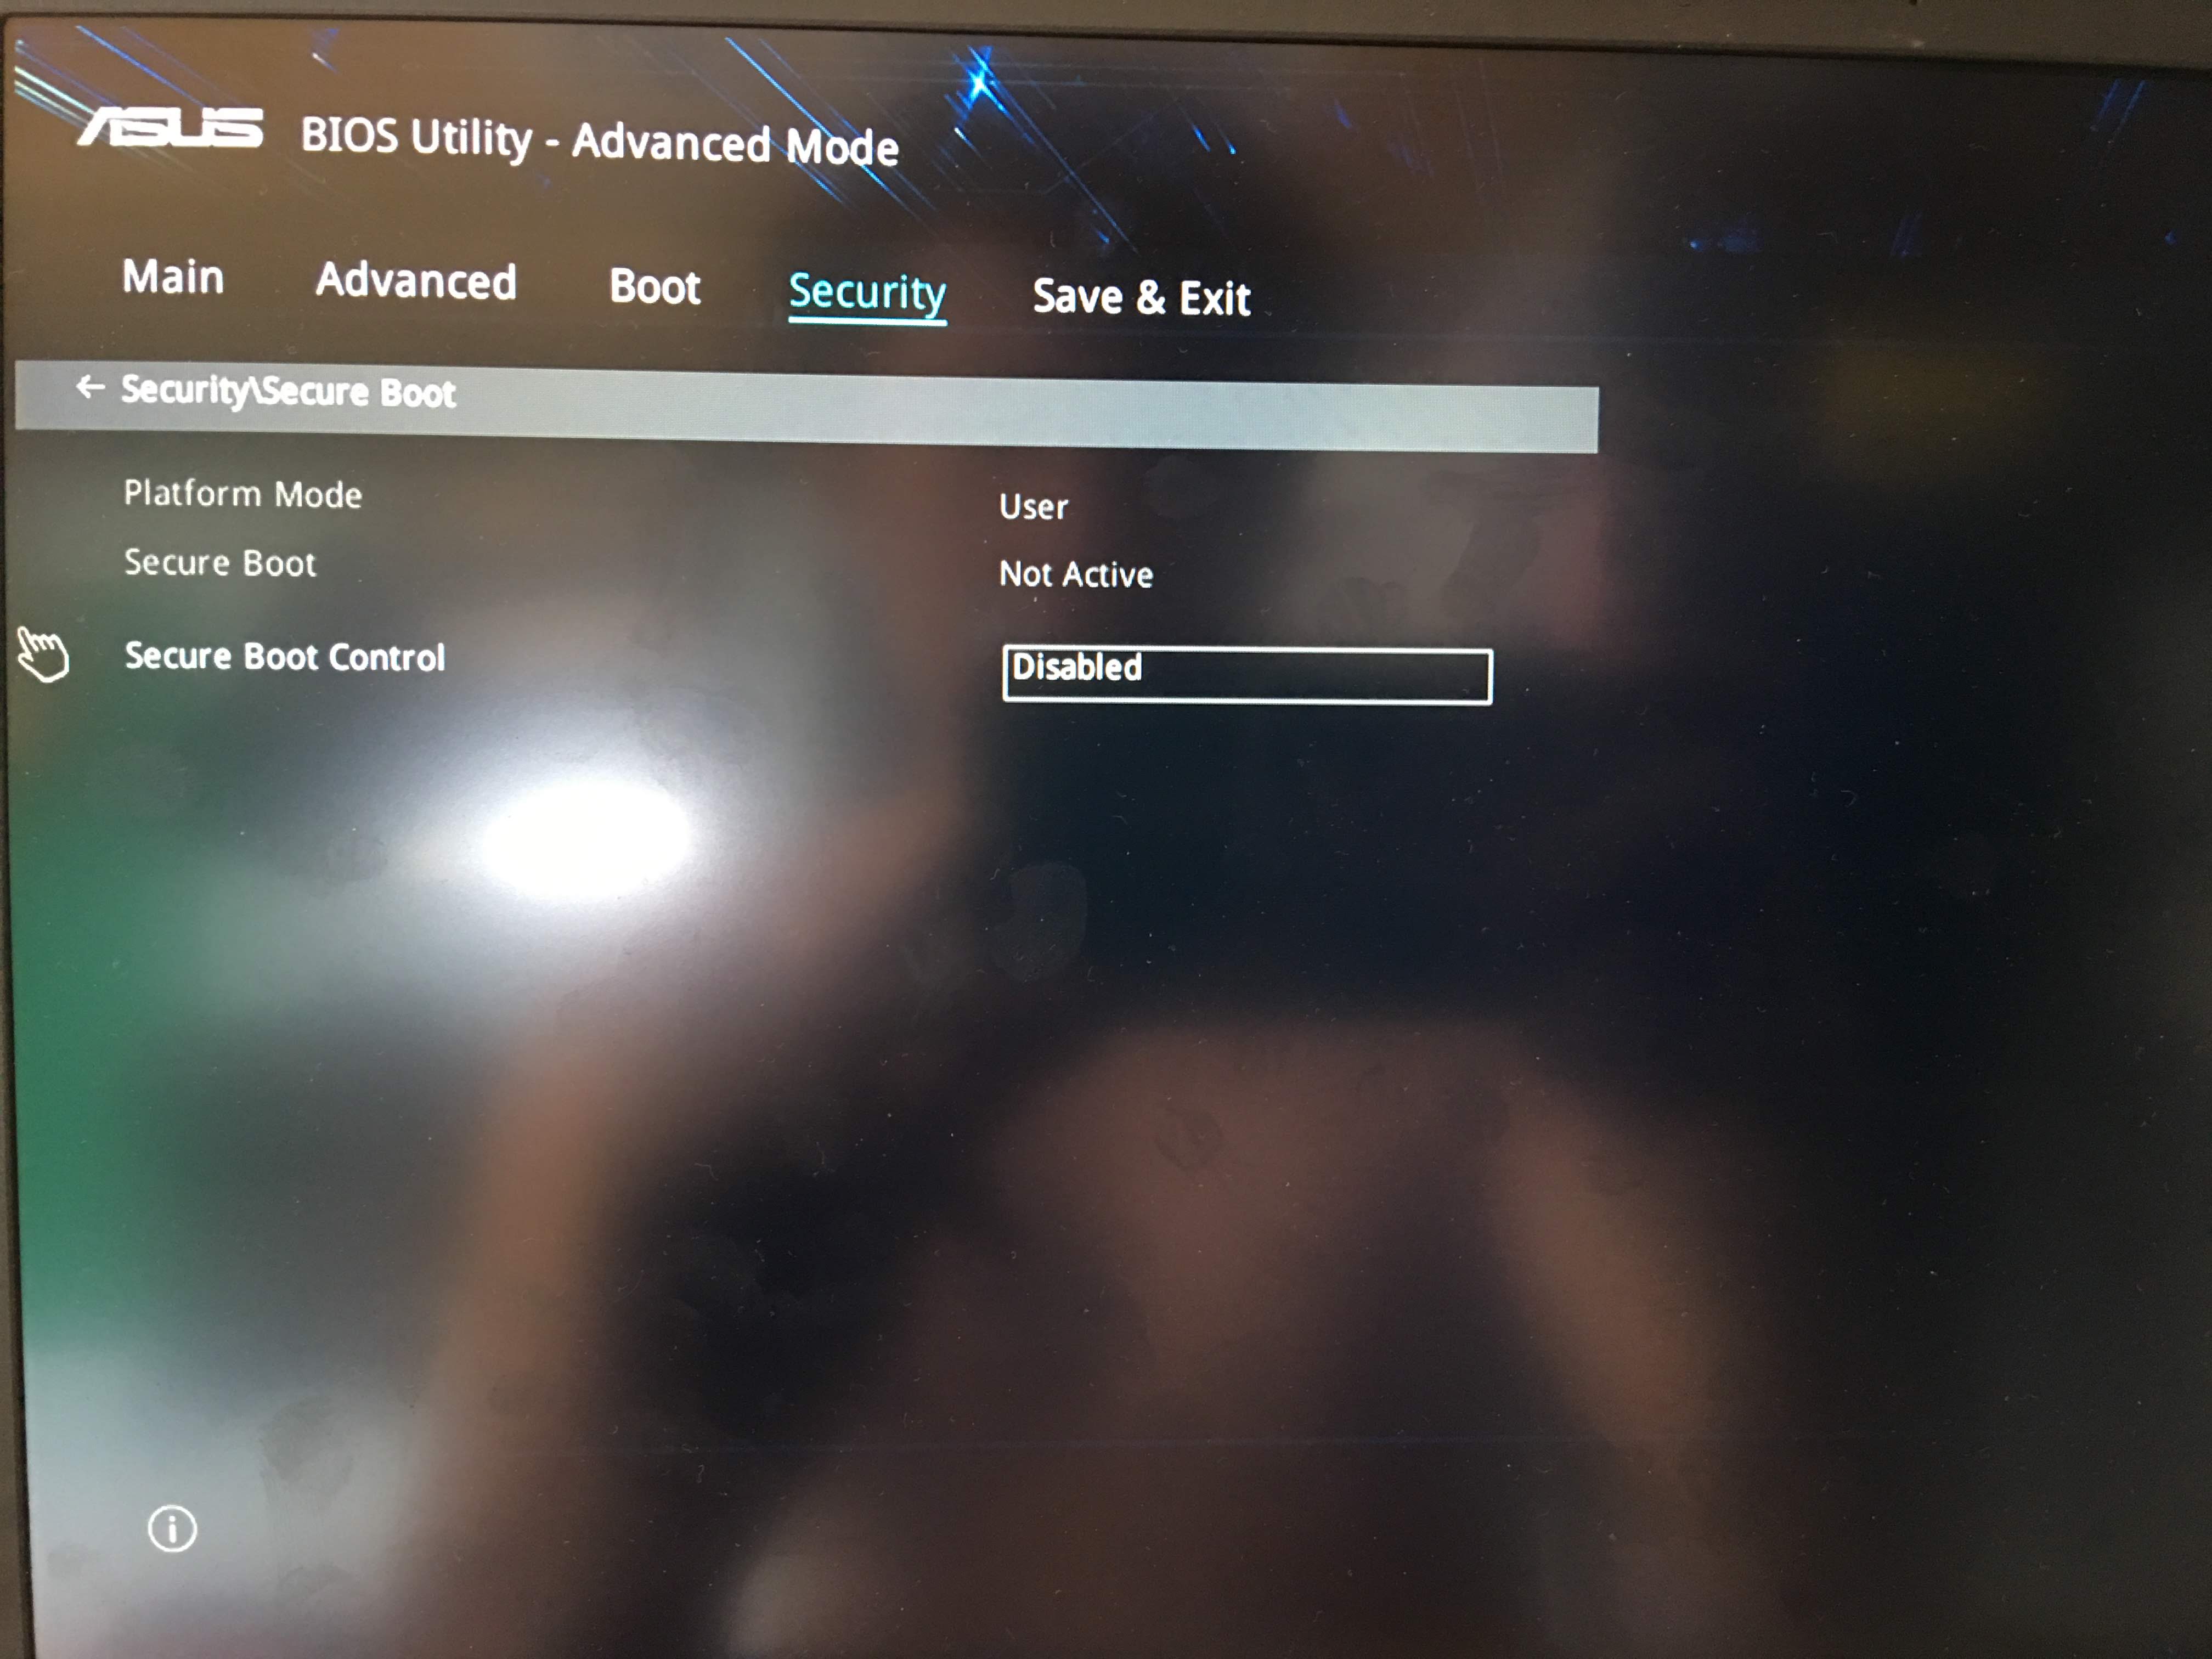 ASUS BIOS Utility - Advanced Mode
Main Advanced Boot Security Save & Exit
← Security\Secure Boot
Platform Mode User
Secure Boot Not Active
Secure Boot Control Disabled
i